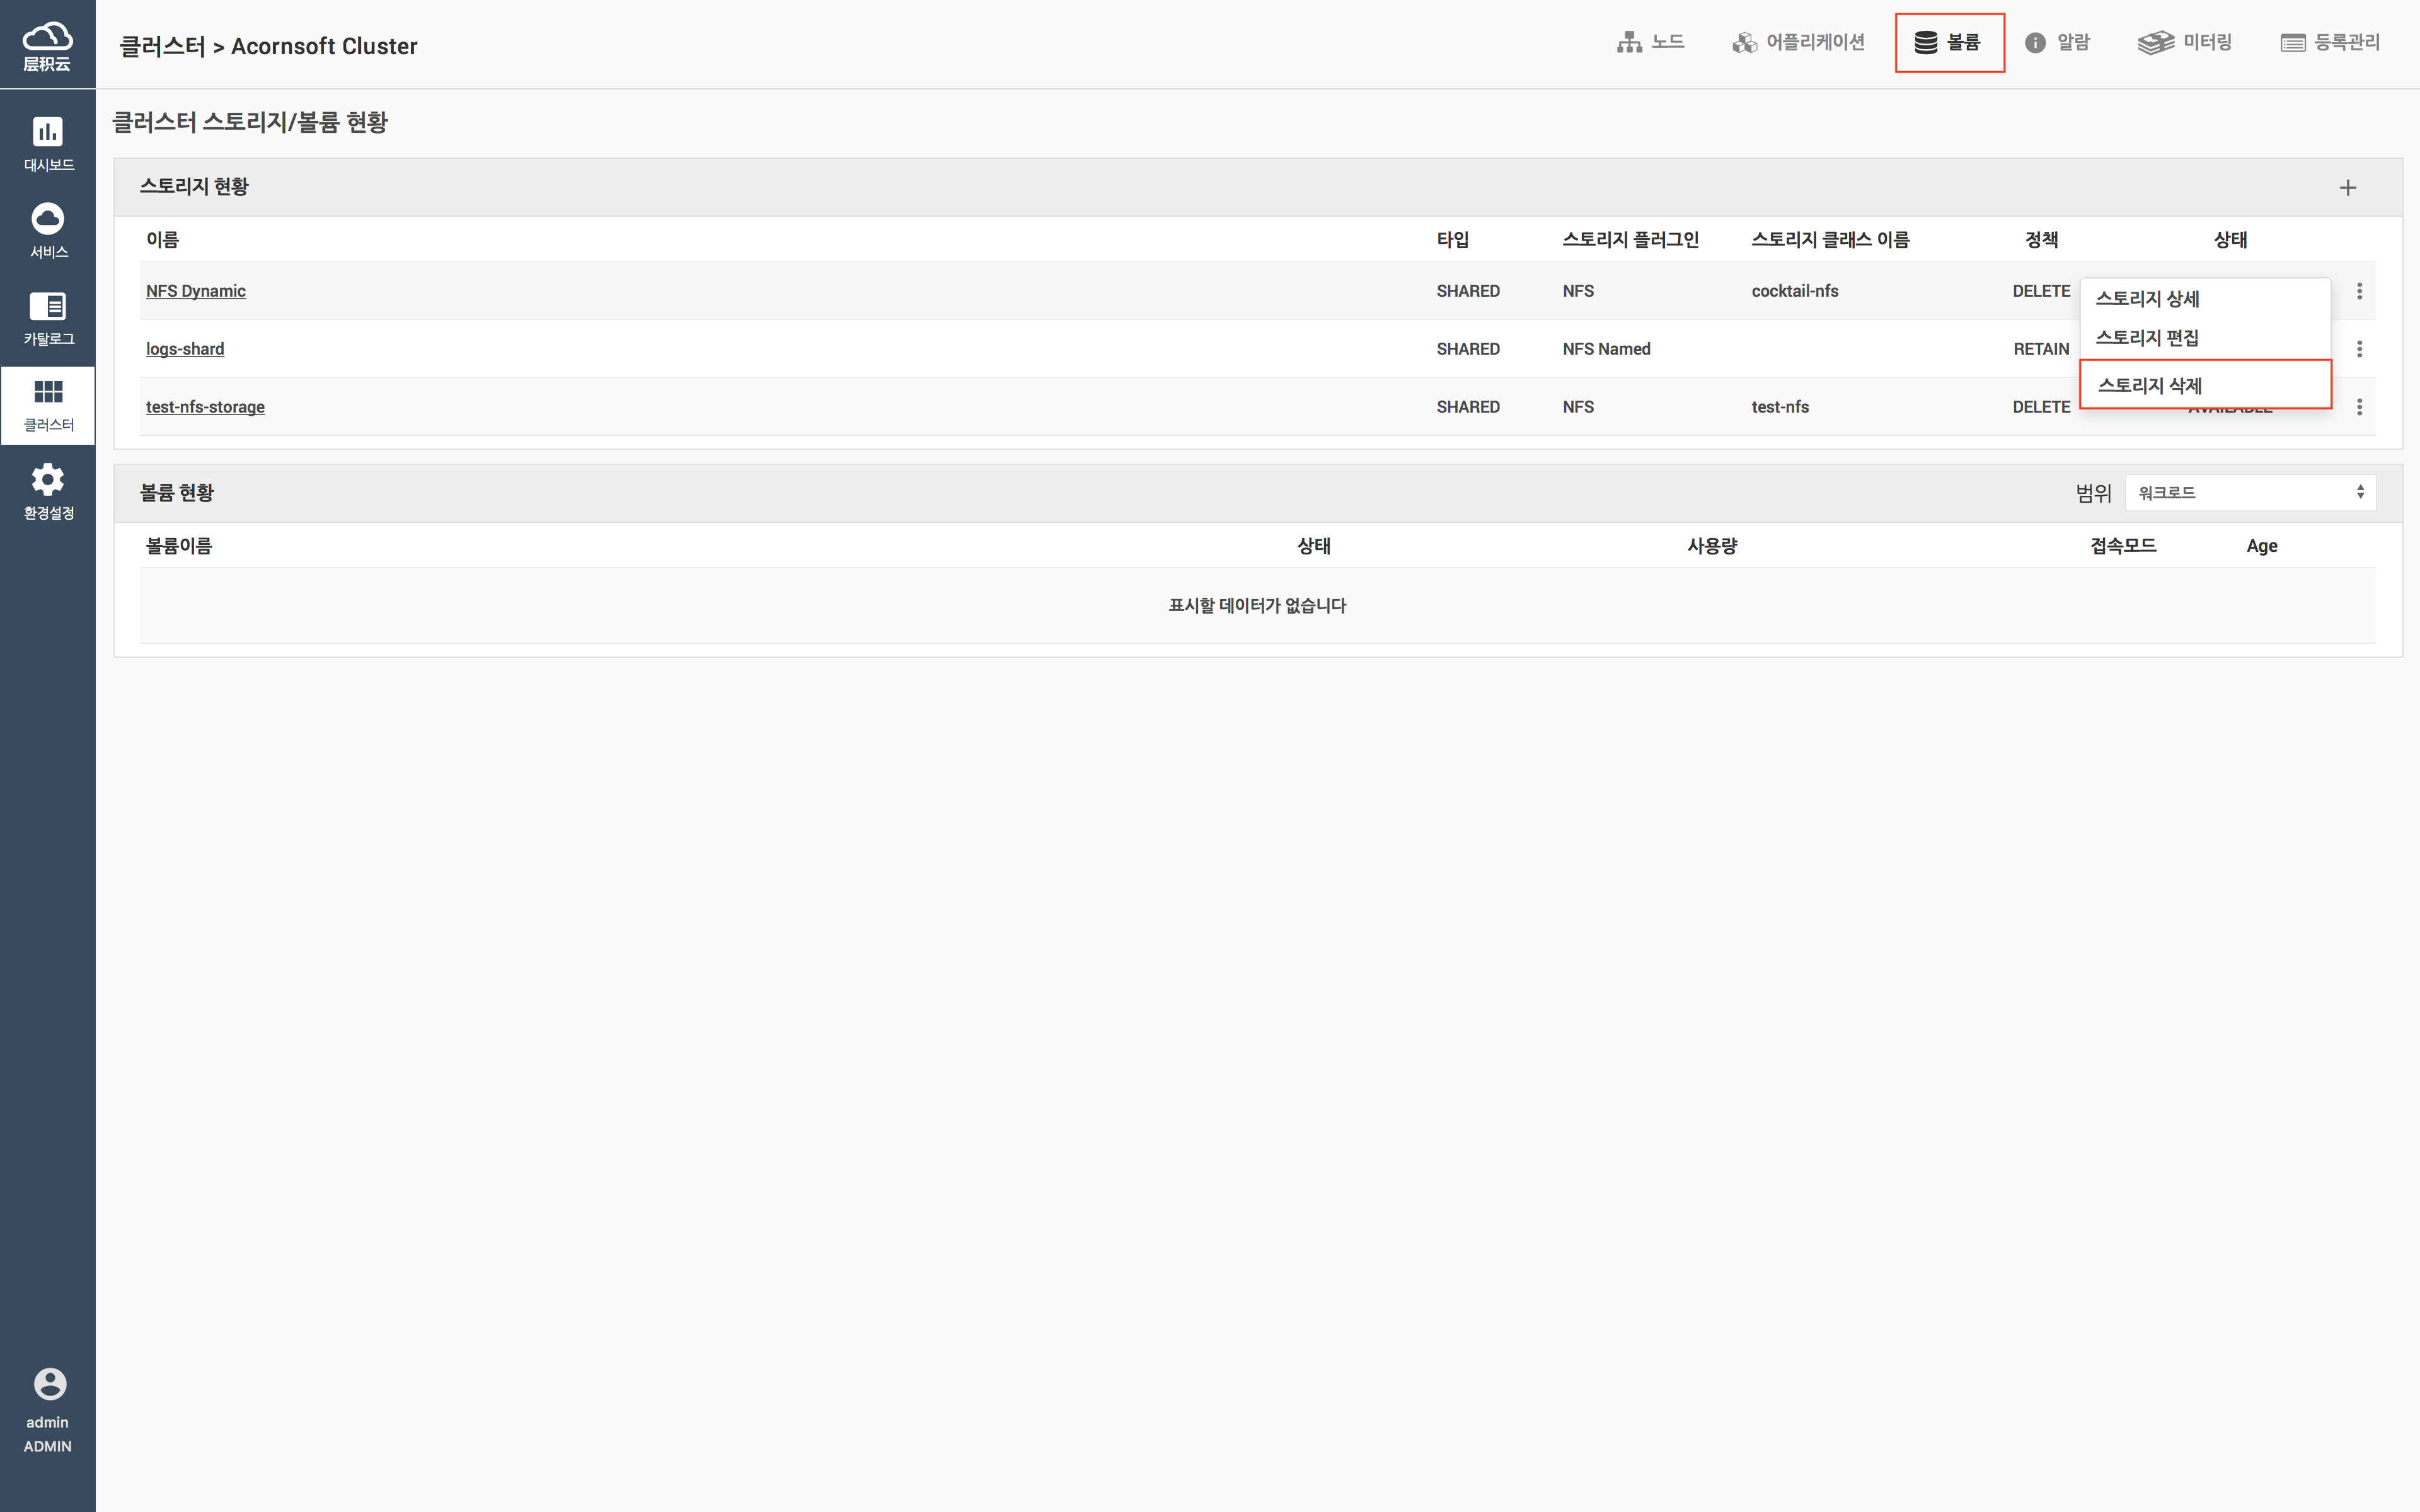 层积云
클러스터 > Acornsoft Cluster
노드 어플리케이션 볼륨 알람 미터링 등록관리
대시보드
서비스
카탈로그
클러스터
환경설정
admin
ADMIN
클러스터 스토리지/볼륨 현황
스토리지 현황
이름 타입 스토리지 플러그인 스토리지 클래스 이름 정책 상태
NFS Dynamic SHARED NFS cocktail-nfs DELETE
logs-shard SHARED NFS Named RETAIN
test-nfs-storage SHARED NFS test-nfs DELETE AVAILABLE
스토리지 상세
스토리지 편집
스토리지 삭제
볼륨 현황 범위 워크로드
볼륨이름 상태 사용량 접속모드 Age
표시할 데이터가 없습니다